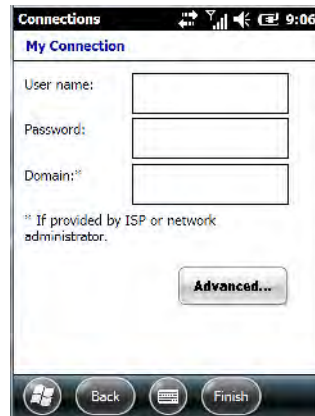 Connections 9:06
My Connection
User name:
Password:
Domain:*
* If provided by ISP or network
administrator.
Advanced...
Back Finish